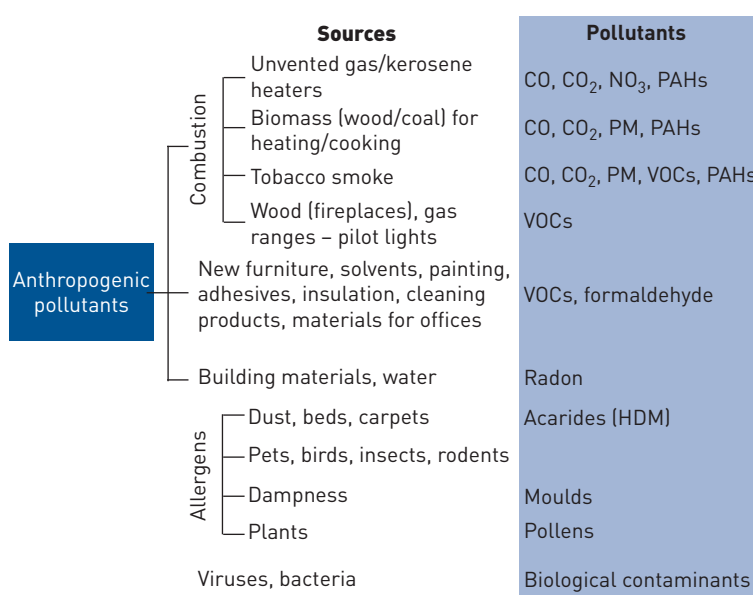 Sources
Pollutants
Anthropogenic
pollutants
Combustion
Unvented gas/kerosene
heaters
CO, CO₂, NO₃, PAHs
Biomass (wood/coal) for
heating/cooking
CO, CO₂, PM, PAHs
Tobacco smoke
CO, CO₂, PM, VOCs, PAHs
Wood (fireplaces), gas
ranges – pilot lights
VOCs
New furniture, solvents, painting,
adhesives, insulation, cleaning
products, materials for offices
VOCs, formaldehyde
Building materials, water
Radon
Allergens
Dust, beds, carpets
Acarides (HDM)
Pets, birds, insects, rodents
Dampness
Moulds
Plants
Pollens
Viruses, bacteria
Biological contaminants